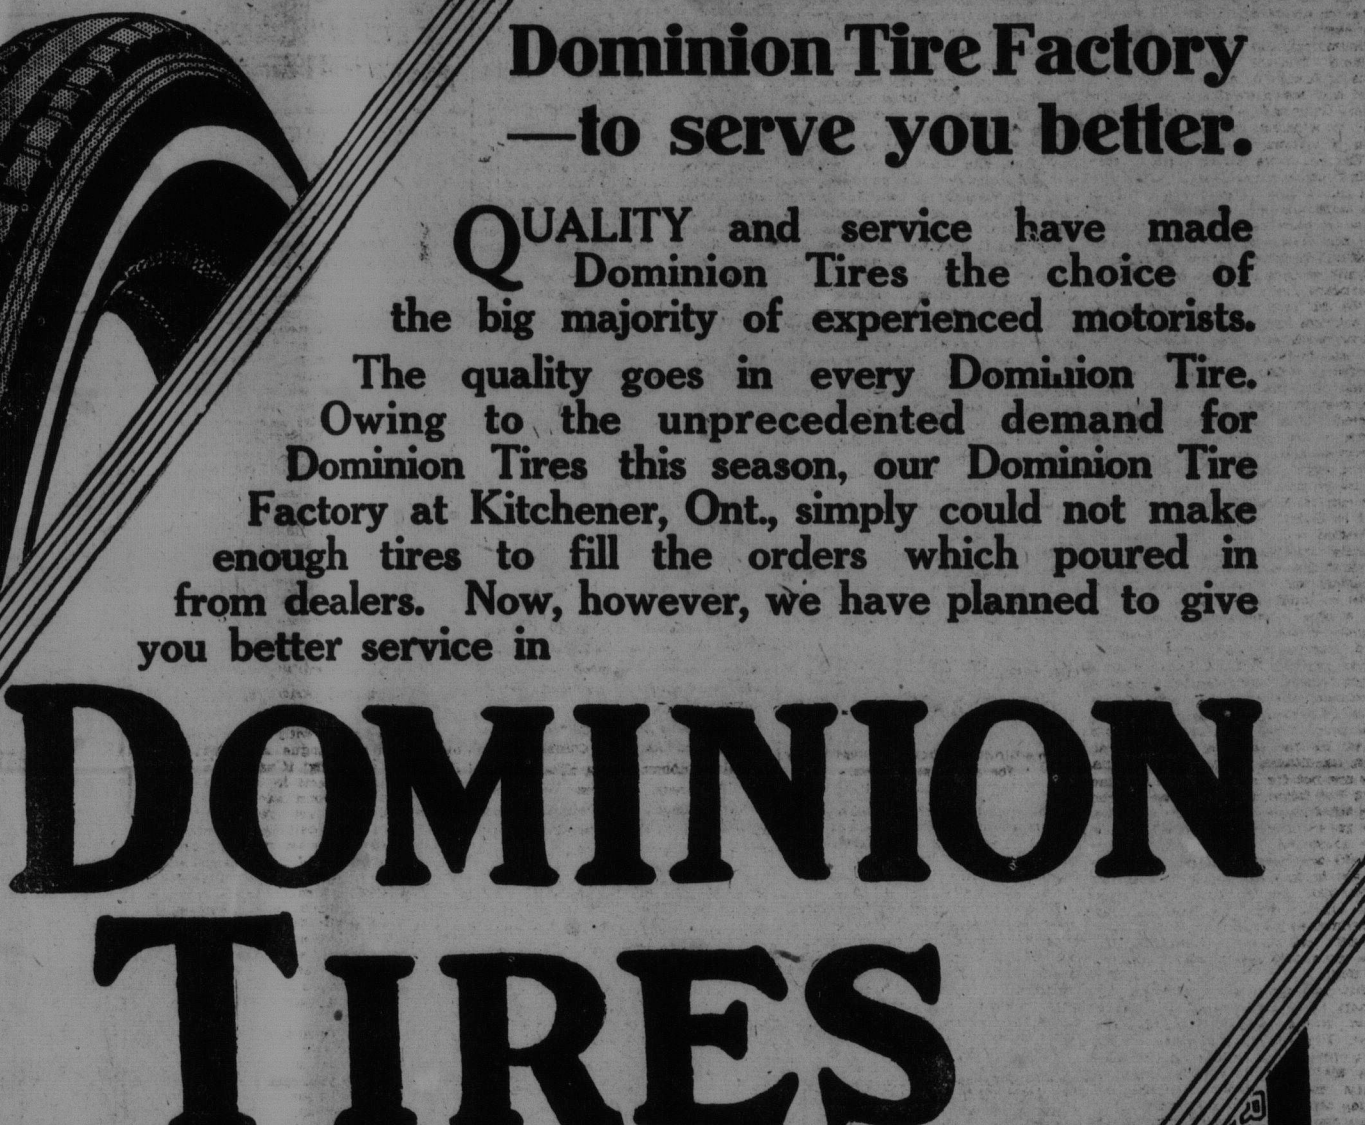 Dominion Tire Factory
—to serve you better.
QUALITY and service have made
Dominion Tires the choice of
the big majority of experienced motorists.
The quality goes in every Dominion Tire.
Owing to the unprecedented demand for
Dominion Tires this season, our Dominion Tire
Factory at Kitchener, Ont., simply could not make
enough tires to fill the orders which poured in
from dealers. Now, however, we have planned to give
you better service in
DOMINION
TIRES